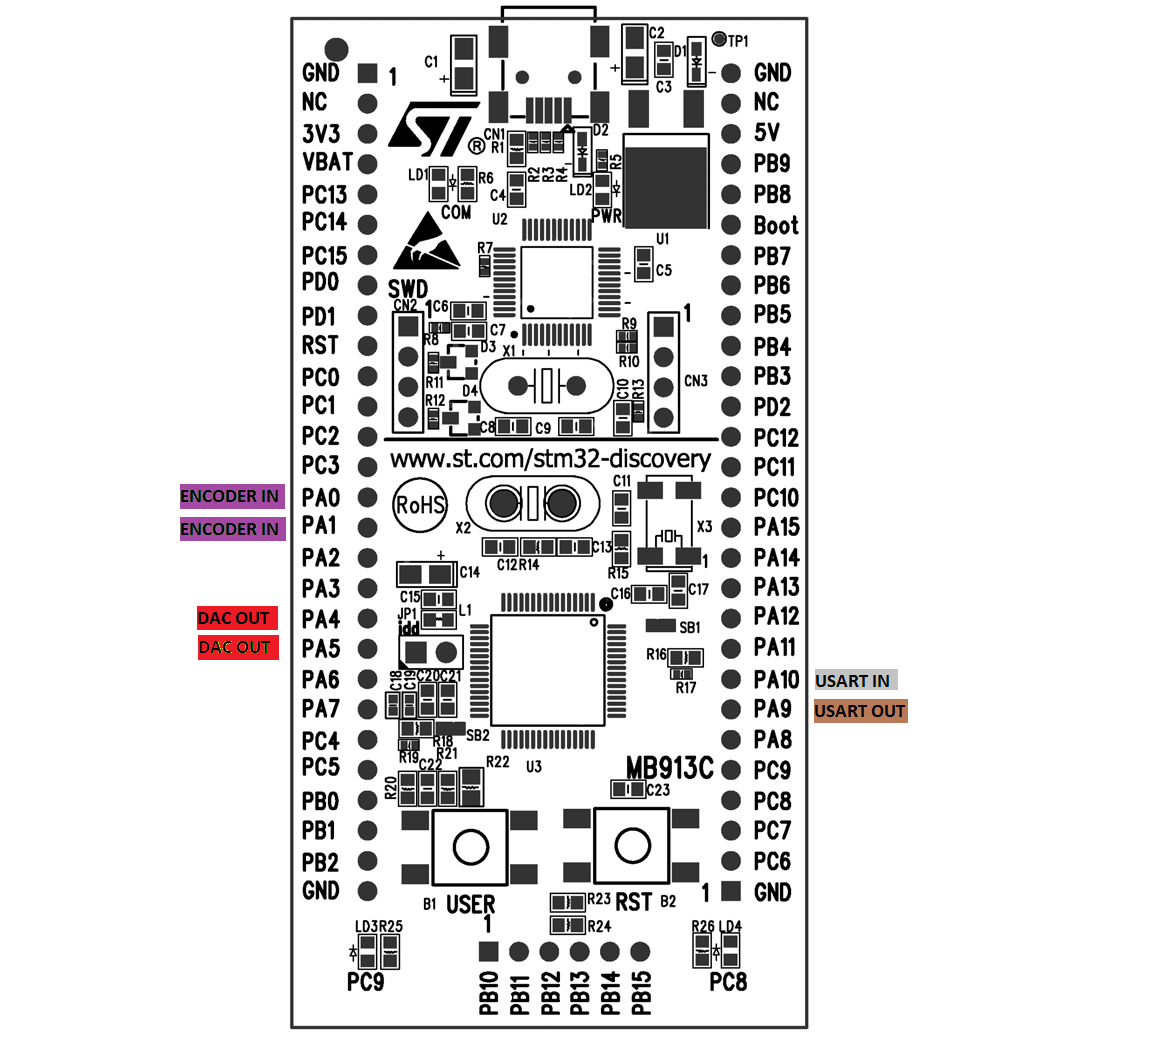 GND 1
NC
3V3
VBAT
PC13
PC14
PC15
PD0
PD1
RST
PC0
PC1
PC2
PC3
ENCODER IN PA0
ENCODER IN PA1
PA2
PA3
DAC OUT PA4
DAC OUT PA5
PA6
PA7
PC4
PC5
PB0
PB1
PB2
GND
C1
+
C2
+
C3
D1
TP1
ST ®
CN1
R1
R2
R3
R4
D2
R5
LD1
R6
COM
C4
LD2
PWR
U2
U1
R7
C5
SWD
CN2
1
C6
C7
R8
D3
X1
R9
R10
1
CN3
R11
D4
R12
C8
C9
C10
R13
www.st.com/stm32-discovery
RoHS
X2
C11
X3
1
C12
R14
C13
R15
+
C14
C15
L1
JP1
idd
C16
C17
SB1
R16
R17
C18
C19
C20
C21
R18
SB2
R19
R21
R20
C22
R22
U3
MB913C
C23
B1
USER
RST
B2
1
R23
R24
1
LD3
R25
PC9
R26
LD4
PC8
PB10
PB11
PB12
PB13
PB14
PB15
GND
NC
5V
PB9
PB8
Boot
PB7
PB6
PB5
PB4
PB3
PD2
PC12
PC11
PC10
PA15
PA14
PA13
PA12
PA11
PA10 USART IN
PA9 USART OUT
PA8
PC9
PC8
PC7
PC6
GND